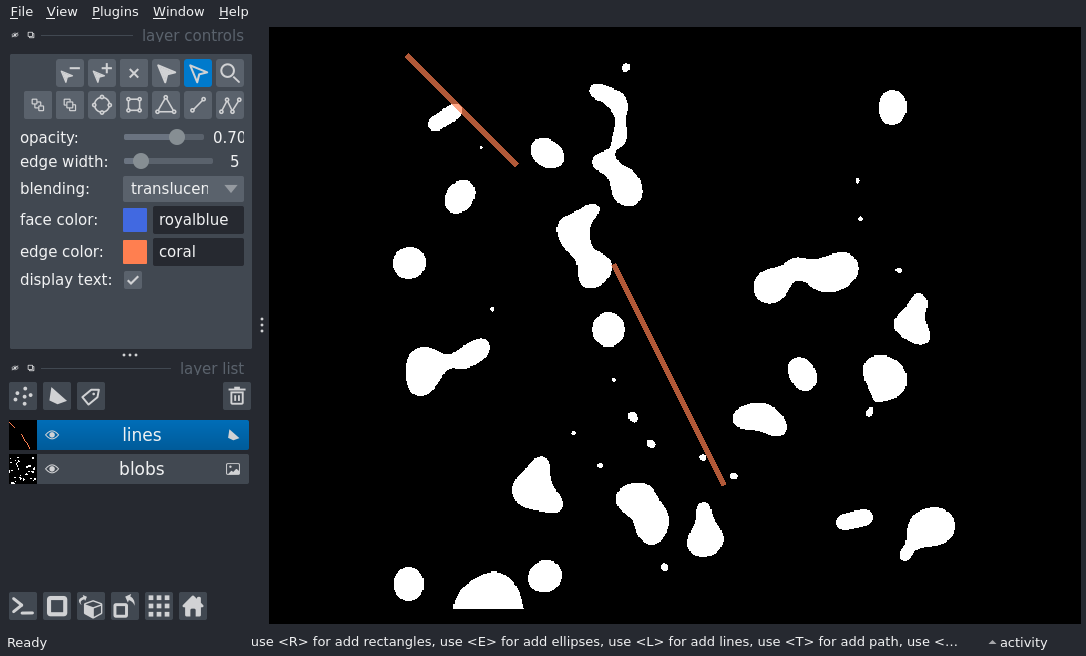 File View Plugins Window Help
layer controls
opacity: 0.70
edge width: 5
blending: translucen
face color: royalblue
edge color: coral
display text:
layer list
lines
blobs
Ready use <R> for add rectangles, use <E> for add ellipses, use <L> for add lines, use <T> for add path, use <... activity